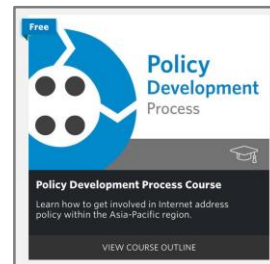 Free
Policy
Development
Process
Policy Development Process Course
Learn how to get involved in Internet address
policy within the Asia-Pacific region.
VIEW COURSE OUTLINE